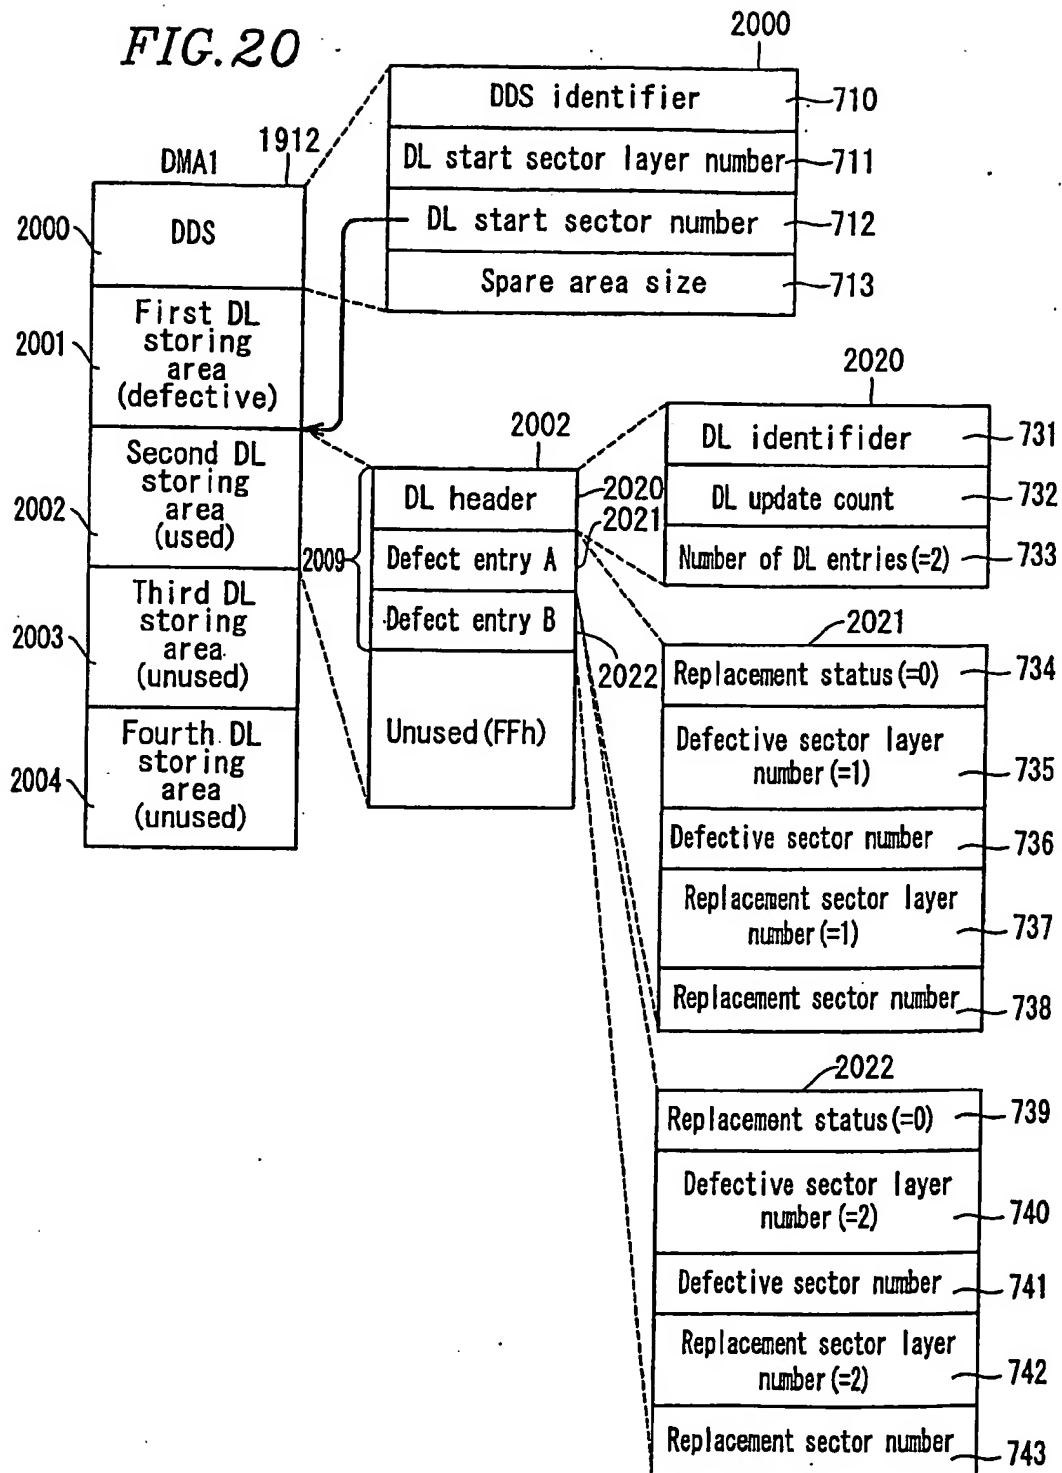 FIG.20
DMA1
1912
2000
DDS
2001
First DL
storing
area
(defective)
2002
Second DL
storing
area
(used)
2003
Third DL
storing
area
(unused)
2004
Fourth DL
storing
area
(unused)
2000
DDS identifier
710
DL start sector layer number
711
DL start sector number
712
Spare area size
713
2002
2009
DL header
2020
Defect entry A
2021
Defect entry B
2022
Unused (FFh)
2020
DL identifider
731
DL update count
732
Number of DL entries (=2)
733
2021
Replacement status (=0)
734
Defective sector layer
number (=1)
735
Defective sector number
736
Replacement sector layer
number (=1)
737
Replacement sector number
738
2022
Replacement status (=0)
739
Defective sector layer
number (=2)
740
Defective sector number
741
Replacement sector layer
number (=2)
742
Replacement sector number
743